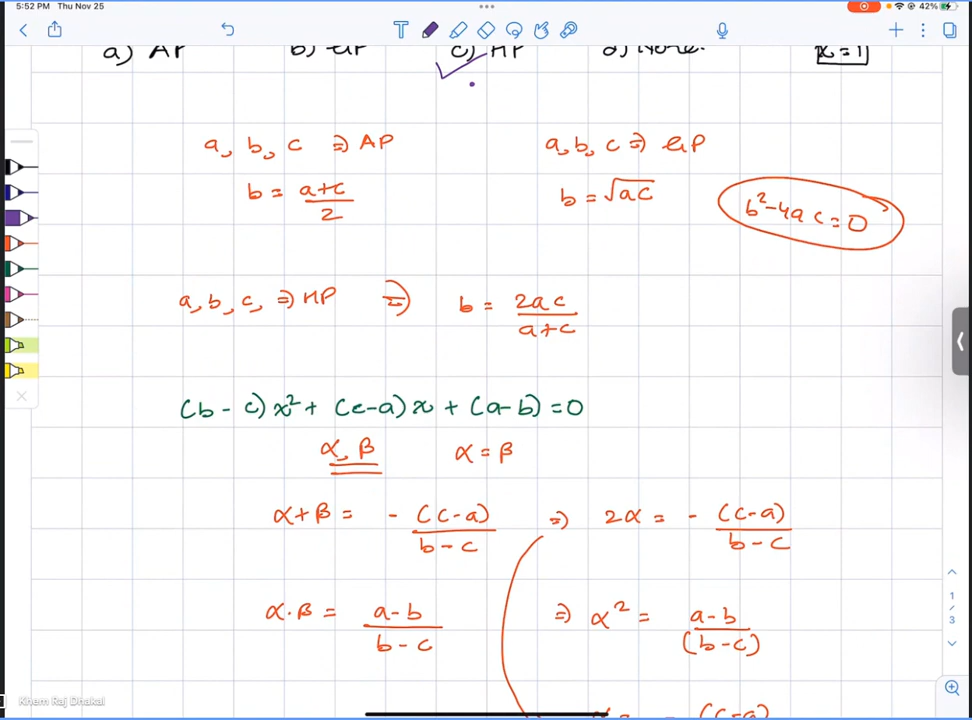 5:52 PM Thu Nov 25
42%
a) AP b) GP c) HP d) None. x=1
a, b, c ⇒ AP a, b, c ⇒ GP
b = a+c/2 b = √ac b²-4ac=0
a, b, c, ⇒ HP ⇒ b = 2ac/a+c
(b-c)x² + (c-a)x + (a-b) = 0
α, β α = β
α+β = - (c-a)/b-c ⇒ 2α = - (c-a)/b-c
α·β = a-b/b-c ⇒ α² = a-b/(b-c)
1/3
Khem Raj Dhakal